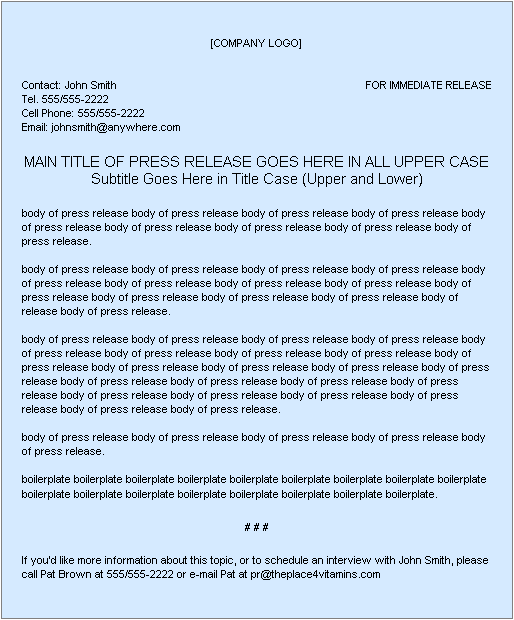 [COMPANY LOGO]
Contact: John Smith FOR IMMEDIATE RELEASE
Tel. 555/555-2222
Cell Phone: 555/555-2222
Email: johnsmith@anywhere.com
MAIN TITLE OF PRESS RELEASE GOES HERE IN ALL UPPER CASE
Subtitle Goes Here in Title Case (Upper and Lower)
body of press release body of press release body of press release body of press release body
of press release body of press release body of press release body of press release body of
press release.
body of press release body of press release body of press release body of press release body
of press release body of press release body of press release body of press release body of
press release body of press release body of press release body of press release body of
release body of press release.
body of press release body of press release body of press release body of press release body
of press release body of press release body of press release body of press release body of
press release body of press release body of press release body of press release body of press
release body of press release body of press release body of press release body of press
release body of press release body of press release body of press release body of press
release body of press release body of press release.
body of press release body of press release body of press release body of press release body
of press release.
boilerplate boilerplate boilerplate boilerplate boilerplate boilerplate boilerplate boilerplate boilerplate
boilerplate boilerplate boilerplate boilerplate boilerplate boilerplate boilerplate boilerplate.
# # #
If you'd like more information about this topic, or to schedule an interview with John Smith, please
call Pat Brown at 555/555-2222 or e-mail Pat at pr@theplace4vitamins.com